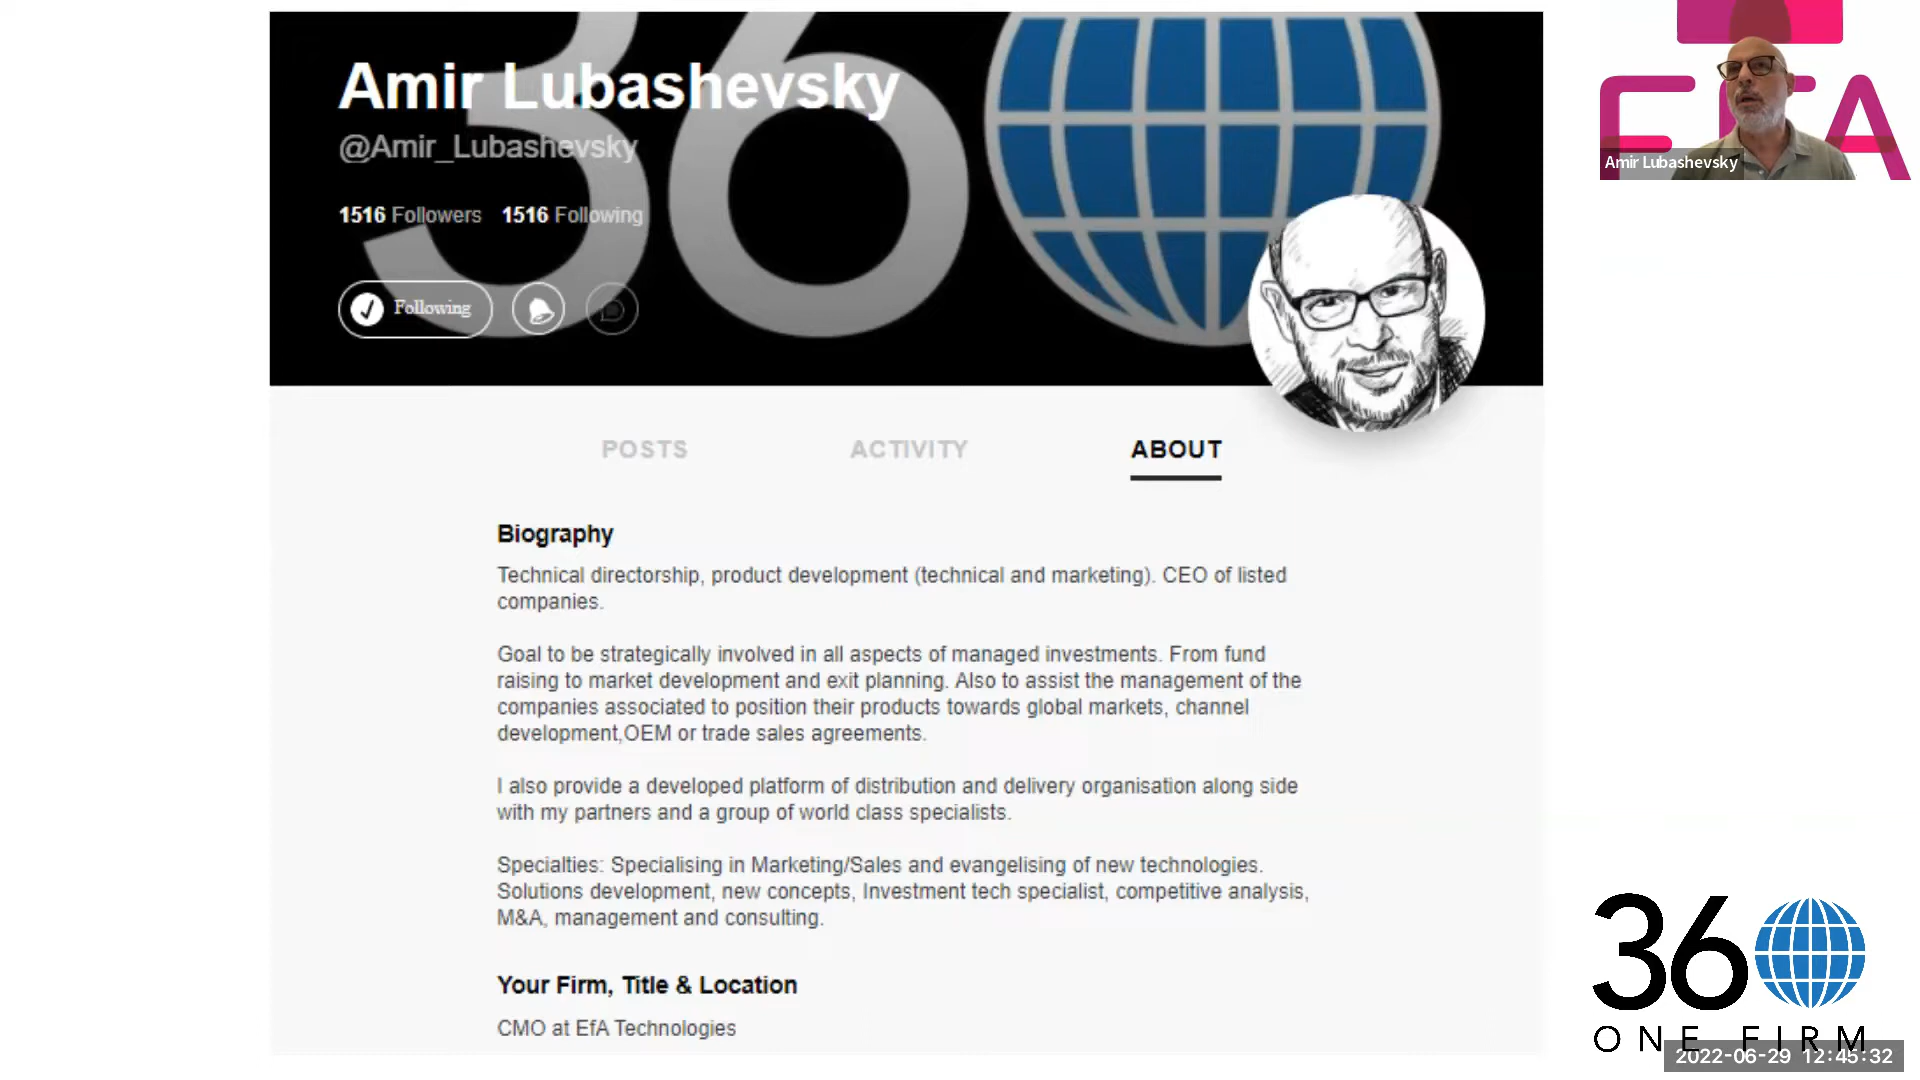 360
Amir Lubashevsky
@Amir_Lubashevsky
1516 Followers 1516 Following
Following
POSTS ACTIVITY ABOUT
Biography
Technical directorship, product development (technical and marketing). CEO of listed
companies.
Goal to be strategically involved in all aspects of managed investments. From fund
raising to market development and exit planning. Also to assist the management of the
companies associated to position their products towards global markets, channel
development,OEM or trade sales agreements.
I also provide a developed platform of distribution and delivery organisation along side
with my partners and a group of world class specialists.
Specialties: Specialising in Marketing/Sales and evangelising of new technologies.
Solutions development, new concepts, Investment tech specialist, competitive analysis,
M&A, management and consulting.
Your Firm, Title & Location
CMO at EfA Technologies
EfA
Amir Lubashevsky
360
ONE FIRM
2022-06-29 12:45:32